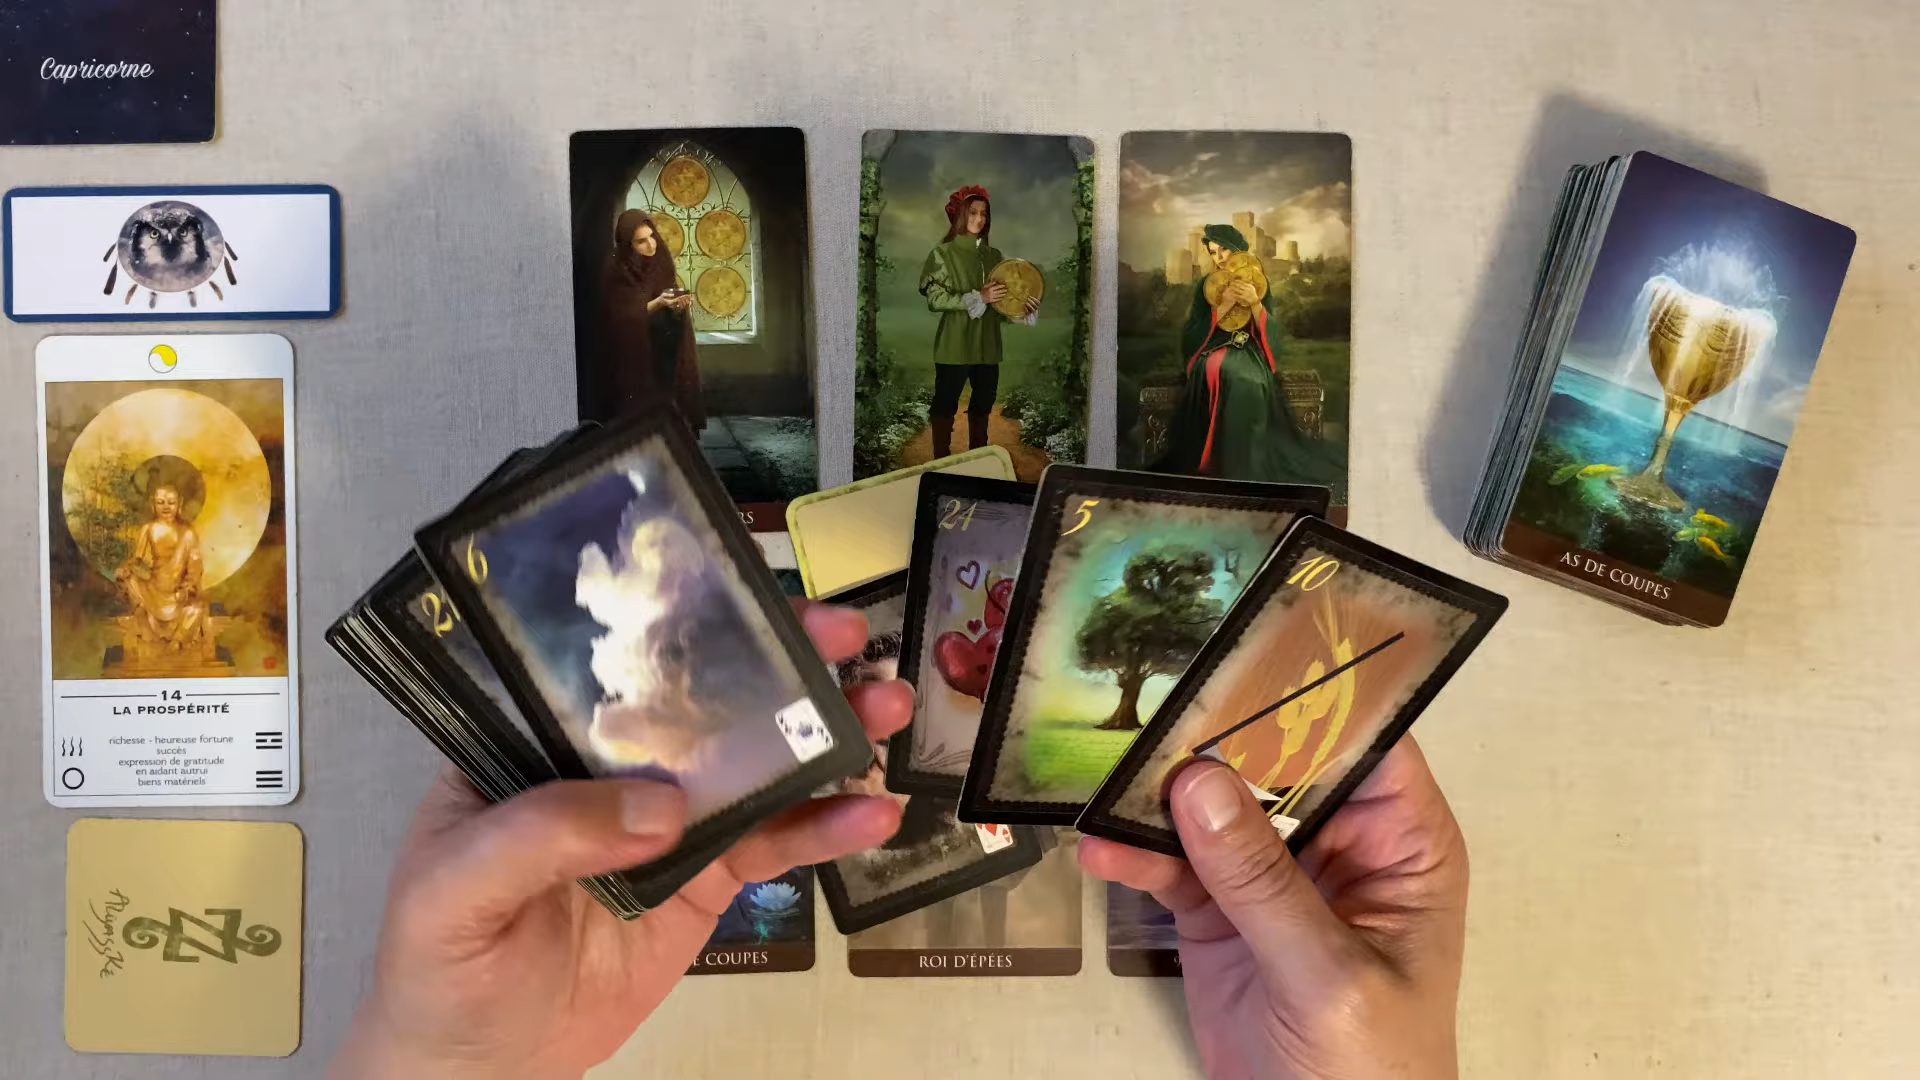 Capricorne
RS
AS DE COUPES
6
24
5
10
14
LA PROSPÉRITÉ
richesse - heureuse fortune
succès
expression de gratitude
en aidant autrui
biens matériels
E COUPES
ROI D'ÉPÉES